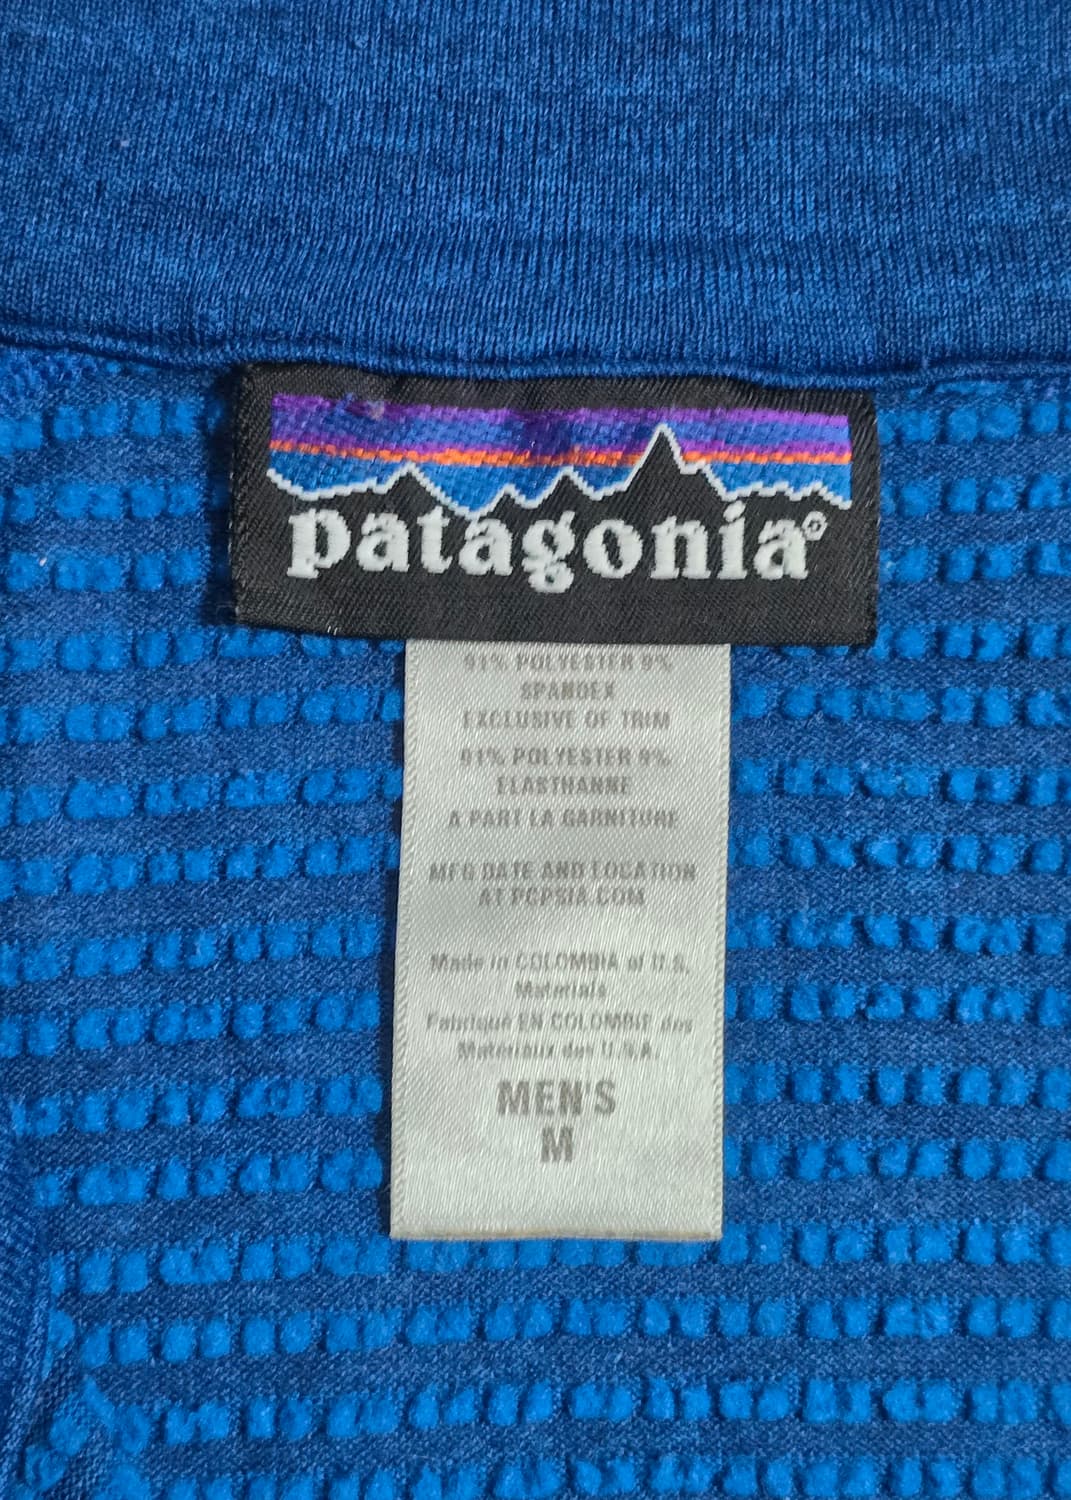 patagonia®
91% POLYESTER 9%
SPANDEX
EXCLUSIVE OF TRIM
91% POLYESTER 9%
ELASTHANNE
A PART LA GARNITURE
MFG DATE AND LOCATION
AT PCPSIA.COM
Made in COLOMBIA of U.S.
Materials
Fabriqué EN COLOMBIE des
Materiaux des U.S.A.
MEN'S
M